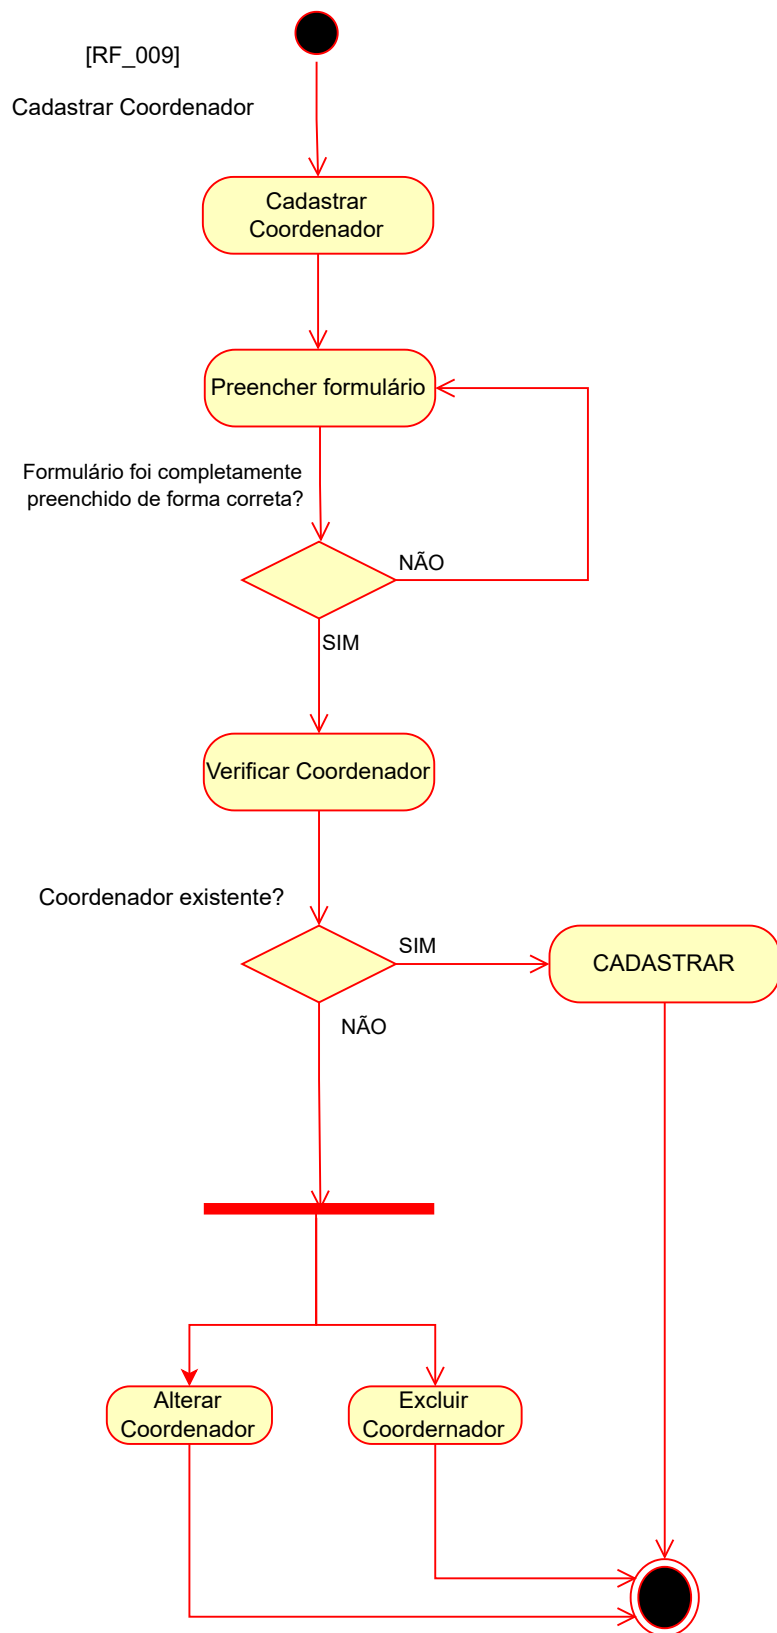 [RF_009]
Cadastrar Coordenador
Cadastrar
Coordenador
Preencher formulário
Formulário foi completamente
preenchido de forma correta?
NÃO
SIM
Verificar Coordenador
Coordenador existente?
SIM
CADASTRAR
NÃO
Alterar
Coordenador
Excluir
Coordernador